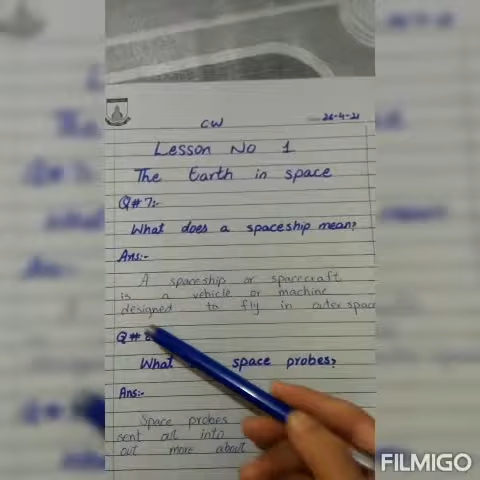 CW
26-4-21
Lesson No 1
The Earth in space
Q#7:-
What does a spaceship mean?
Ans:-
A spaceship or spacecraft
is a vehicle or machine
designed to fly in outer space
Q#
What space probes?
Ans:-
Space probes
sent out into
out more about
FILMIGO